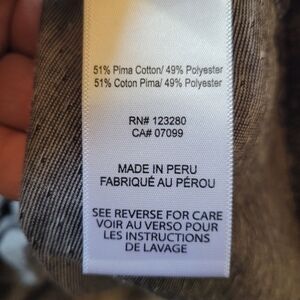 51% Pima Cotton/ 49% Polyester
51% Coton Pima/ 49% Polyester
RN# 123280
CA# 07099
MADE IN PERU
FABRIQUÉ AU PÉROU
SEE REVERSE FOR CARE
VOIR AU VERSO POUR
LES INSTRUCTIONS
DE LAVAGE